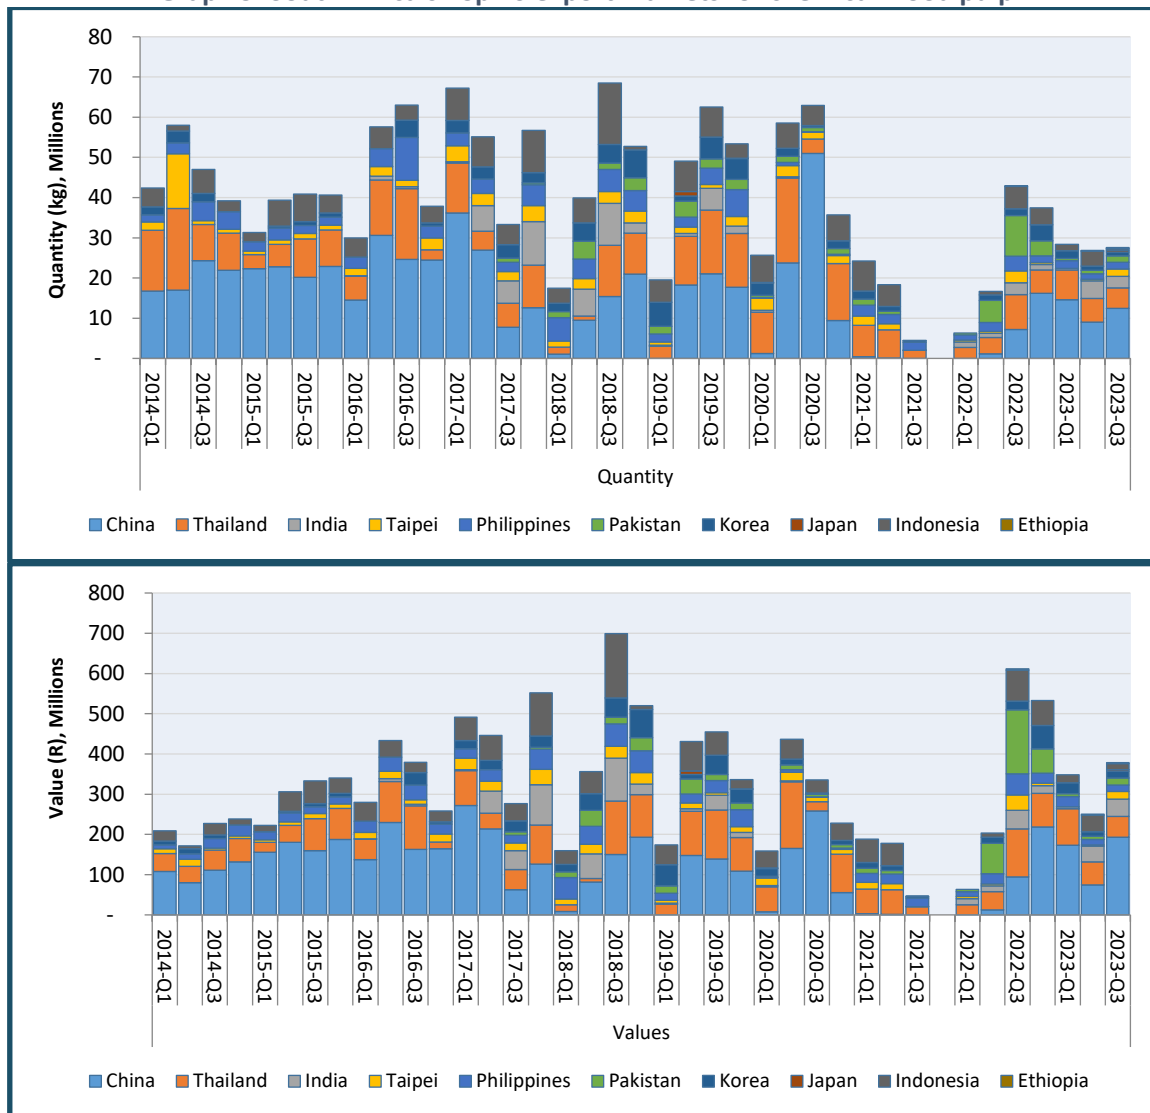 80
70
60
50
40
30
20
10
-
Quantity (kg), Millions
2014-Q1
2014-Q3
2015-Q1
2015-Q3
2016-Q1
2016-Q3
2017-Q1
2017-Q3
2018-Q1
2018-Q3
2019-Q1
2019-Q3
2020-Q1
2020-Q3
2021-Q1
2021-Q3
2022-Q1
2022-Q3
2023-Q1
2023-Q3
Quantity
China Thailand India Taipei Philippines Pakistan Korea Japan Indonesia Ethiopia
800
700
600
500
400
300
200
100
-
Value (R), Millions
2014-Q1
2014-Q3
2015-Q1
2015-Q3
2016-Q1
2016-Q3
2017-Q1
2017-Q3
2018-Q1
2018-Q3
2019-Q1
2019-Q3
2020-Q1
2020-Q3
2021-Q1
2021-Q3
2022-Q1
2022-Q3
2023-Q1
2023-Q3
Values
China Thailand India Taipei Philippines Pakistan Korea Japan Indonesia Ethiopia